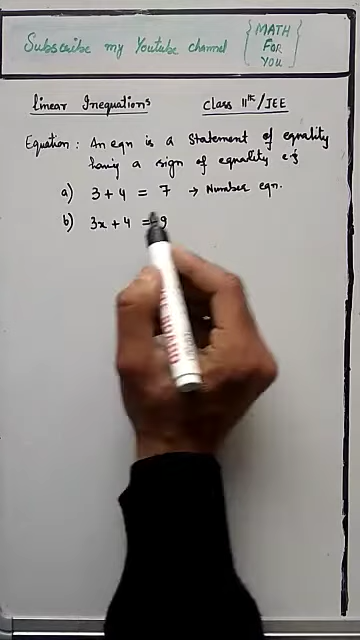 Subscribe my Youtube channel
{MATH FOR YOU}
Linear Inequations
Class 11th/JEE
Equation: An eqn is a Statement of equality
having a sign of equality eg
a) 3 + 4 = 7 → Number eqn.
b) 3x + 4 = 9